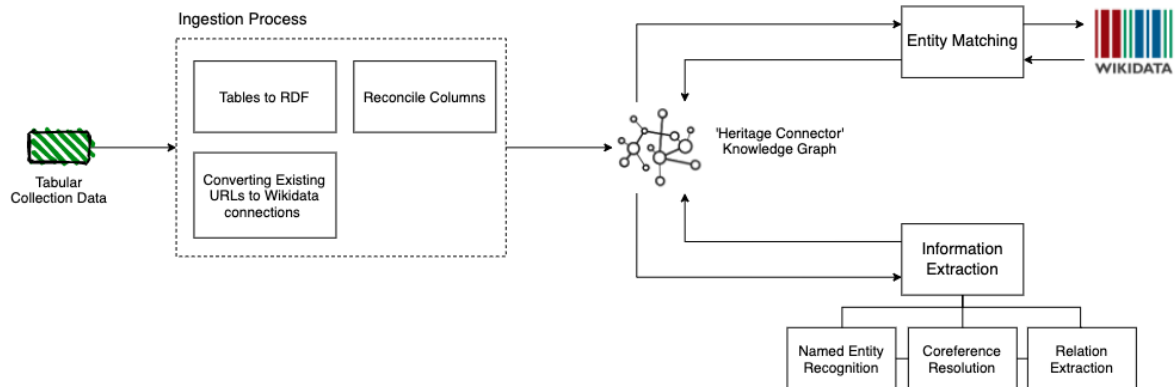 Ingestion Process
Tables to RDF
Reconcile Columns
Converting Existing
URLs to Wikidata
connections
Tabular
Collection Data
'Heritage Connector'
Knowledge Graph
Entity Matching
WIKIDATA
Information
Extraction
Named Entity
Recognition
Coreference
Resolution
Relation
Extraction